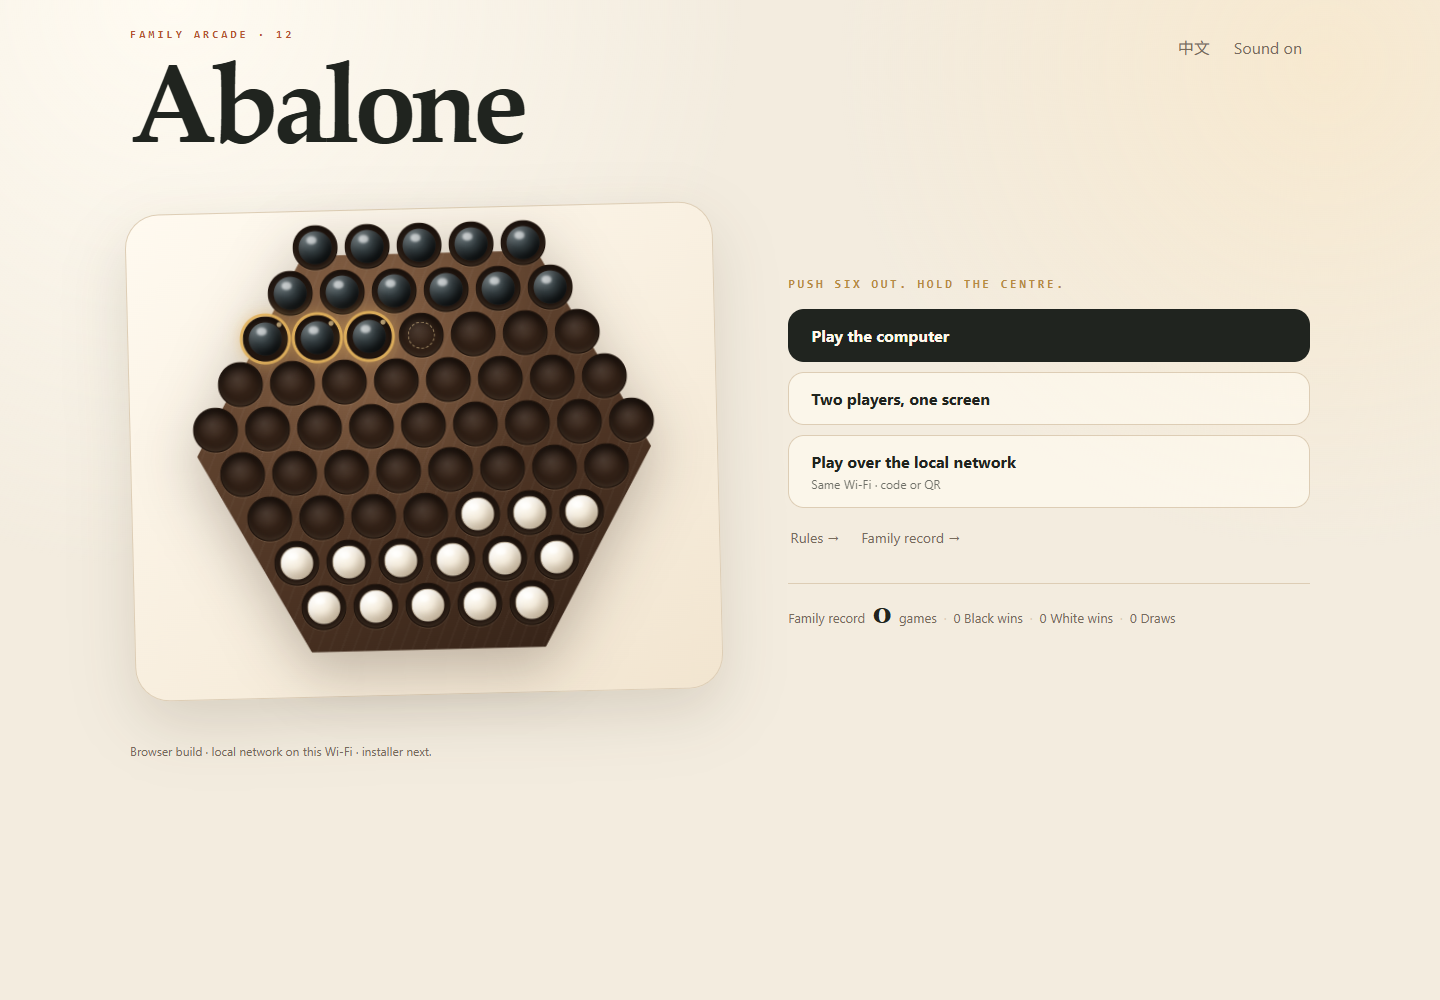 FAMILY ARCADE · 12
Abalone
中文 Sound on
PUSH SIX OUT. HOLD THE CENTRE.
Play the computer
Two players, one screen
Play over the local network
Same Wi-Fi · code or QR
Rules → Family record →
Family record 0 games · 0 Black wins · 0 White wins · 0 Draws
Browser build · local network on this Wi-Fi · installer next.